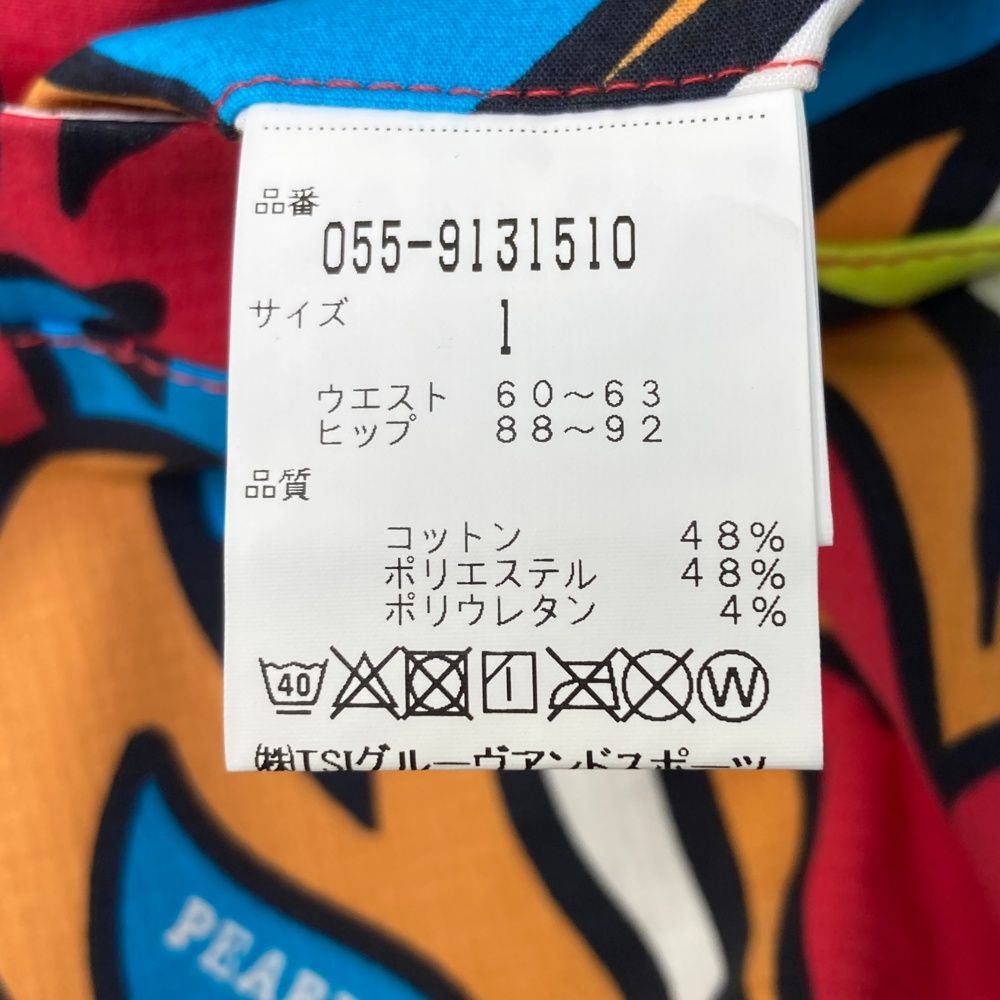 品番
055-9131510
サイズ
1
ウエスト 60～63
ヒップ 88～92
品質
コットン 48%
ポリエステル 48%
ポリウレタン 4%
40 W
㈱TSIグルーヴアンドスポーツ